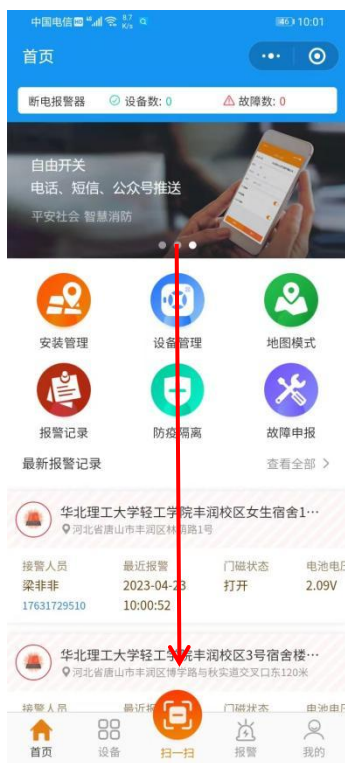 中国电信 HD 4G 8.7 K/s 46 10:01
首页
断电报警器 设备数: 0 故障数: 0
自由开关
电话、短信、公众号推送
平安社会 智慧消防
安装管理 设备管理 地图模式
报警记录 防疫隔离 故障申报
最新报警记录 查看全部 >
华北理工大学轻工学院丰润校区女生宿舍1…
河北省唐山市丰润区林荫路1号
接警人员 最近报警 门磁状态 电池电压
梁非非 2023-04-23 打开 2.09V
17631729510 10:00:52
华北理工大学轻工学院丰润校区3号宿舍楼…
河北省唐山市丰润区博学路与秋实道交叉口东120米
接警人员 最近报 门磁状态 电池电压
首页 设备 扫一扫 报警 我的